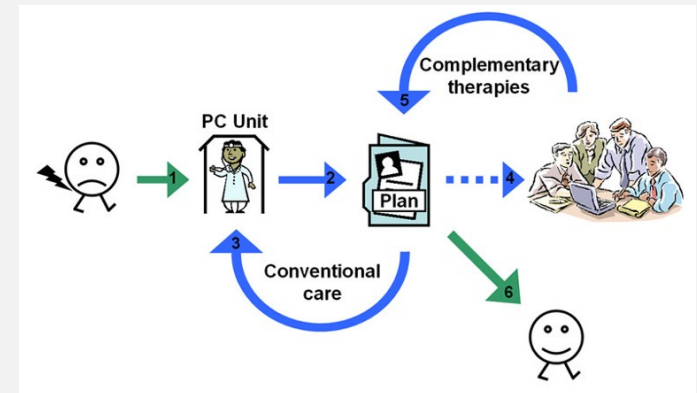 Complementary
therapies
5
PC Unit
1
2
Plan
4
3
Conventional
care
6